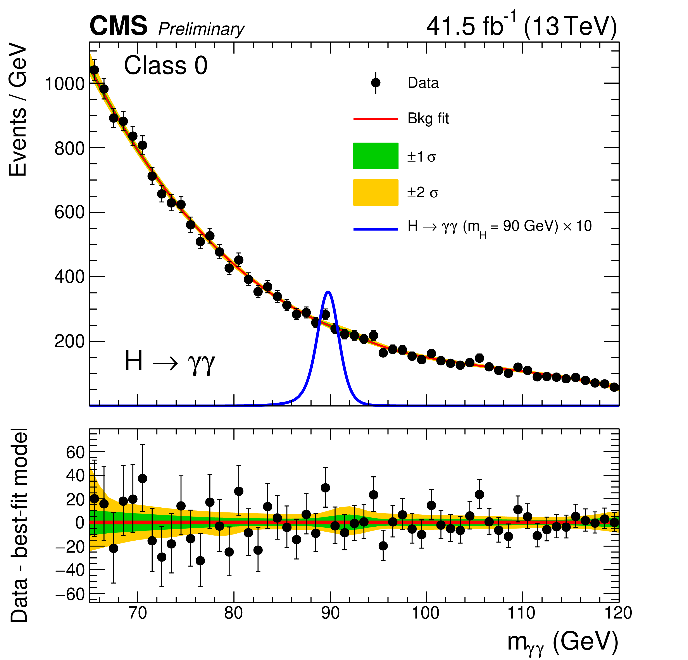 CMS Preliminary 41.5 fb⁻¹ (13 TeV)
Events / GeV
Class 0
Data
Bkg fit
±1 σ
±2 σ
H → γγ (m_H = 90 GeV) × 10
H → γγ
1000
800
600
400
200
Data - best-fit model
60
40
20
0
−20
−40
−60
70 80 90 100 110 120
m_γγ (GeV)